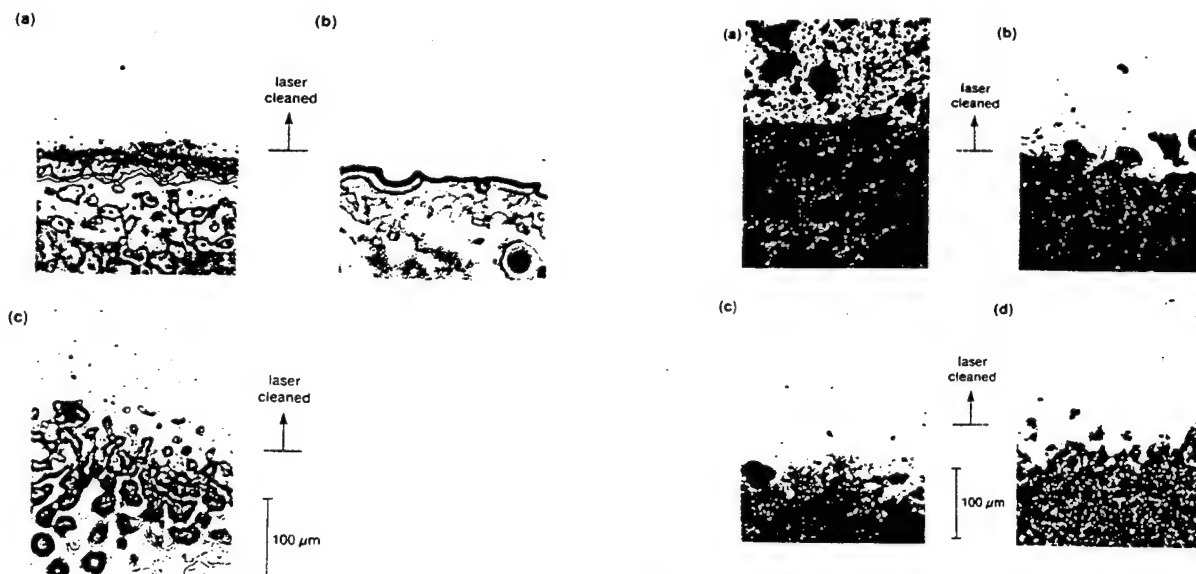 (a)
(b)
laser
cleaned
(c)
laser
cleaned
100 μm
(a)
(b)
laser
cleaned
(c)
(d)
laser
cleaned
100 μm